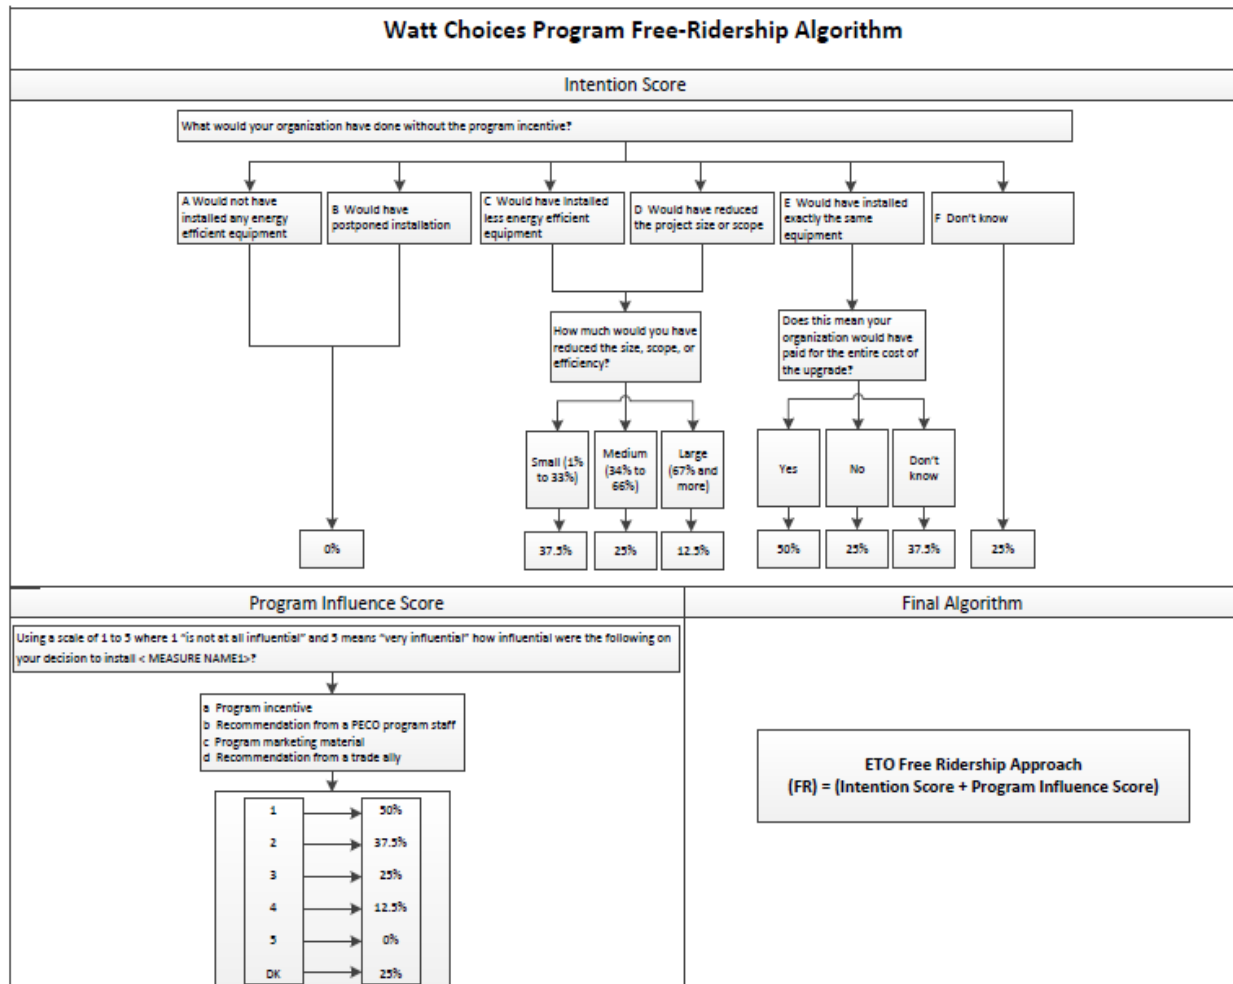 Watt Choices Program Free-Ridership Algorithm
Intention Score
What would your organization have done without the program incentive?
A Would not have
installed any energy
efficient equipment
B Would have
postponed installation
C Would have installed
less energy efficient
equipment
D Would have reduced
the project size or scope
E Would have installed
exactly the same
equipment
F Don't know
How much would you have
reduced the size, scope, or
efficiency?
Does this mean your
organization would have
paid for the entire cost of
the upgrade?
Small (1%
to 33%)
Medium
(34% to
66%)
Large
(67% and
more)
Yes
No
Don't
know
0%
37.5%
25%
12.5%
50%
25%
37.5%
25%
Program Influence Score
Using a scale of 1 to 5 where 1 "is not at all influential" and 5 means "very influential" how influential were the following on
your decision to install < MEASURE NAME1>?
a Program incentive
b Recommendation from a PECO program staff
c Program marketing material
d Recommendation from a trade ally
1 50%
2 37.5%
3 25%
4 12.5%
5 0%
DK 25%
Final Algorithm
ETO Free Ridership Approach
(FR) = (Intention Score + Program Influence Score)